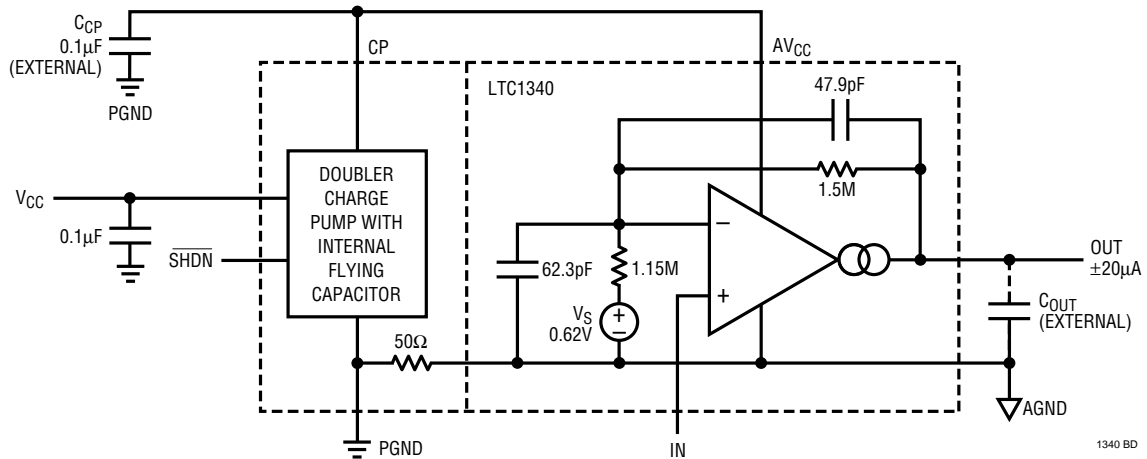 C_CP
0.1µF
(EXTERNAL)
PGND
CP
AV_CC
LTC1340
47.9pF
1.5M
V_CC
0.1µF
S̅H̅D̅N̅
DOUBLER
CHARGE
PUMP WITH
INTERNAL
FLYING
CAPACITOR
62.3pF
1.15M
V_S
0.62V
+
–
–
+
OUT
±20µA
C_OUT
(EXTERNAL)
50Ω
PGND
IN
AGND
1340 BD